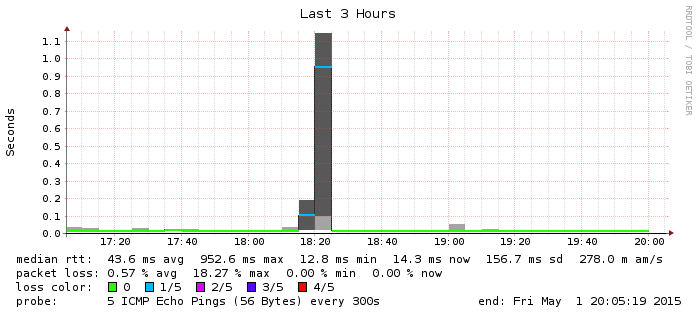 Last 3 Hours
RRDTOOL / TOBI OETIKER
Seconds
1.1
1.0
0.9
0.8
0.7
0.6
0.5
0.4
0.3
0.2
0.1
0.0
17:20 17:40 18:00 18:20 18:40 19:00 19:20 19:40 20:00
median rtt: 43.6 ms avg 952.6 ms max 12.8 ms min 14.3 ms now 156.7 ms sd 278.0 m am/s
packet loss: 0.57 % avg 18.27 % max 0.00 % min 0.00 % now
loss color: 0 1/5 2/5 3/5 4/5
probe: 5 ICMP Echo Pings (56 Bytes) every 300s end: Fri May 1 20:05:19 2015